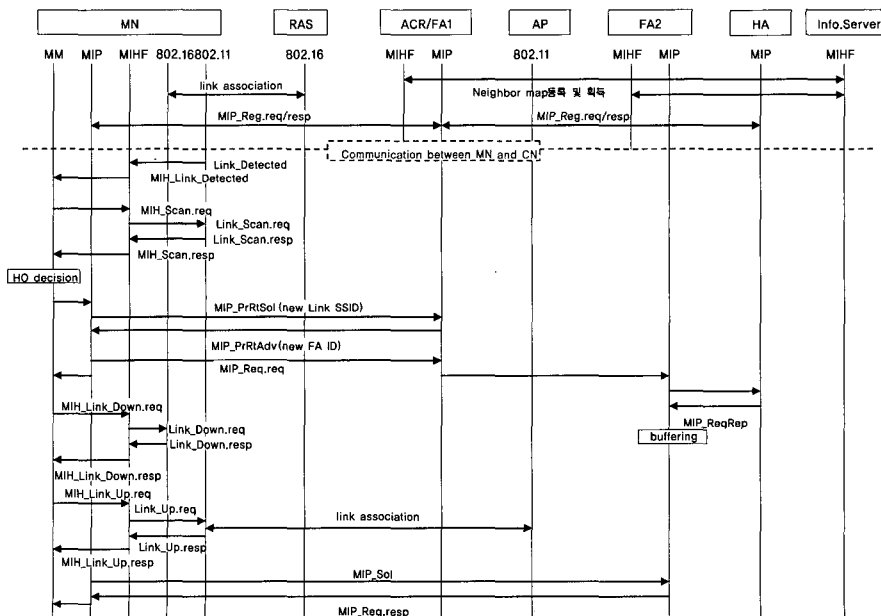 MN RAS ACR/FA1 AP FA2 HA Info.Server
MM MIP MIHF 802.16 802.11 802.16 MIHF MIP 802.11 MIHF MIP MIP MIHF
link association
Neighbor map등록 및 획득
MIP_Reg.req/resp MIP_Reg.req/resp
Communication between MN and CN
Link_Detected
MIH_Link_Detected
MIH_Scan.req
Link_Scan.req
Link_Scan.resp
MIH_Scan.resp
HO decision
MIP_PrRtSol(new Link SSID)
MIP_PrRtAdv(new FA ID)
MIP_Req.req
MIH_Link_Down.req
Link_Down.req
MIP_ReqRep
Link_Down.resp
buffering
MIH_Link_Down.resp
MIH_Link_Up.req
Link_Up.req
link association
Link_Up.resp
MIH_Link_Up.resp
MIP_Sol
MIP_Req.resp